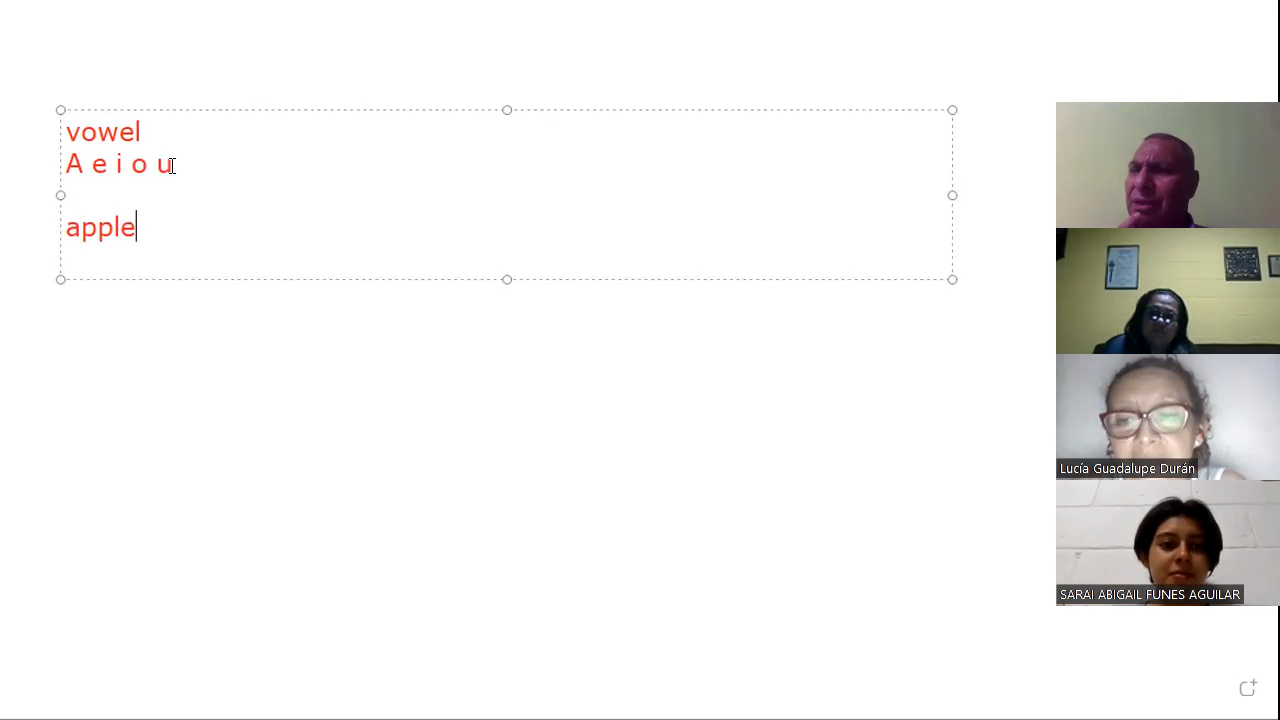 vowel
A e i o u
apple
Lucía Guadalupe Durán
SARAI ABIGAIL FUNES AGUILAR